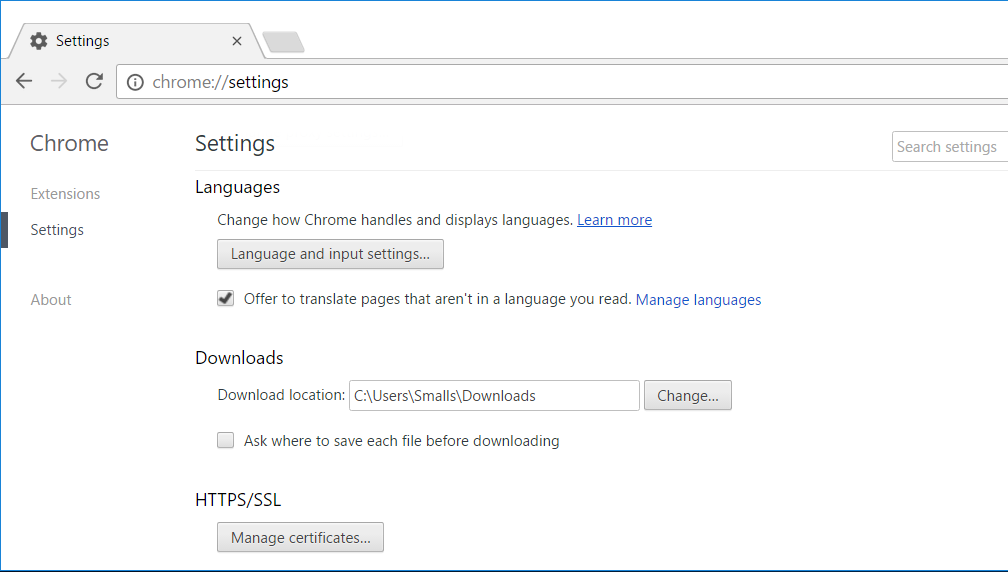 Settings
chrome://settings
Chrome
Settings
Search settings
Extensions
Settings
About
Languages
Change how Chrome handles and displays languages. Learn more
Language and input settings...
Offer to translate pages that aren't in a language you read. Manage languages
Downloads
Download location: C:\Users\Smalls\Downloads Change...
Ask where to save each file before downloading
HTTPS/SSL
Manage certificates...